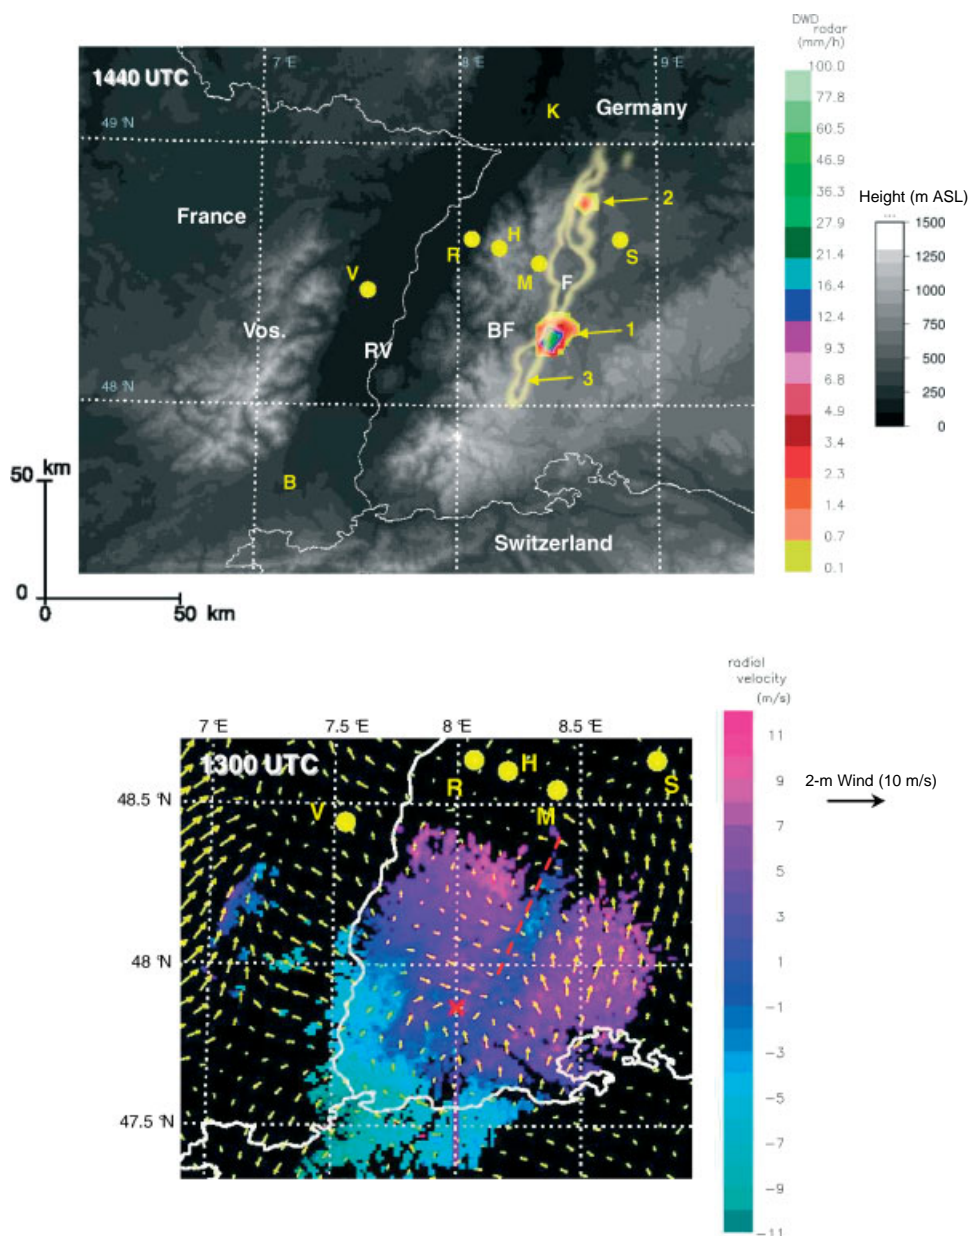 DWD
radar
(mm/h)
1440 UTC
7 °E
8 °E
9 °E
100.0
K
Germany
77.8
49 °N
60.5
46.9
Height (m ASL)
France
2
36.3
...
1500
H
27.9
R
S
1250
V
M
21.4
F
1000
16.4
Vos.
BF
1
12.4
750
RV
9.3
3
500
48 °N
6.8
250
4.9
0
3.4
50 km
B
2.3
1.4
Switzerland
0.7
0.1
0
0
50 km
radial
velocity
(m/s)
7 °E
7.5 °E
8 °E
8.5 °E
11
1300 UTC
H
9
2-m Wind (10 m/s)
R
S
48.5 °N
M
V
7
5
3
48 °N
1
-1
-3
-5
47.5 °N
-7
-9
-11